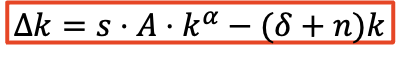 Δk = s · A · k^α − (δ + n)k